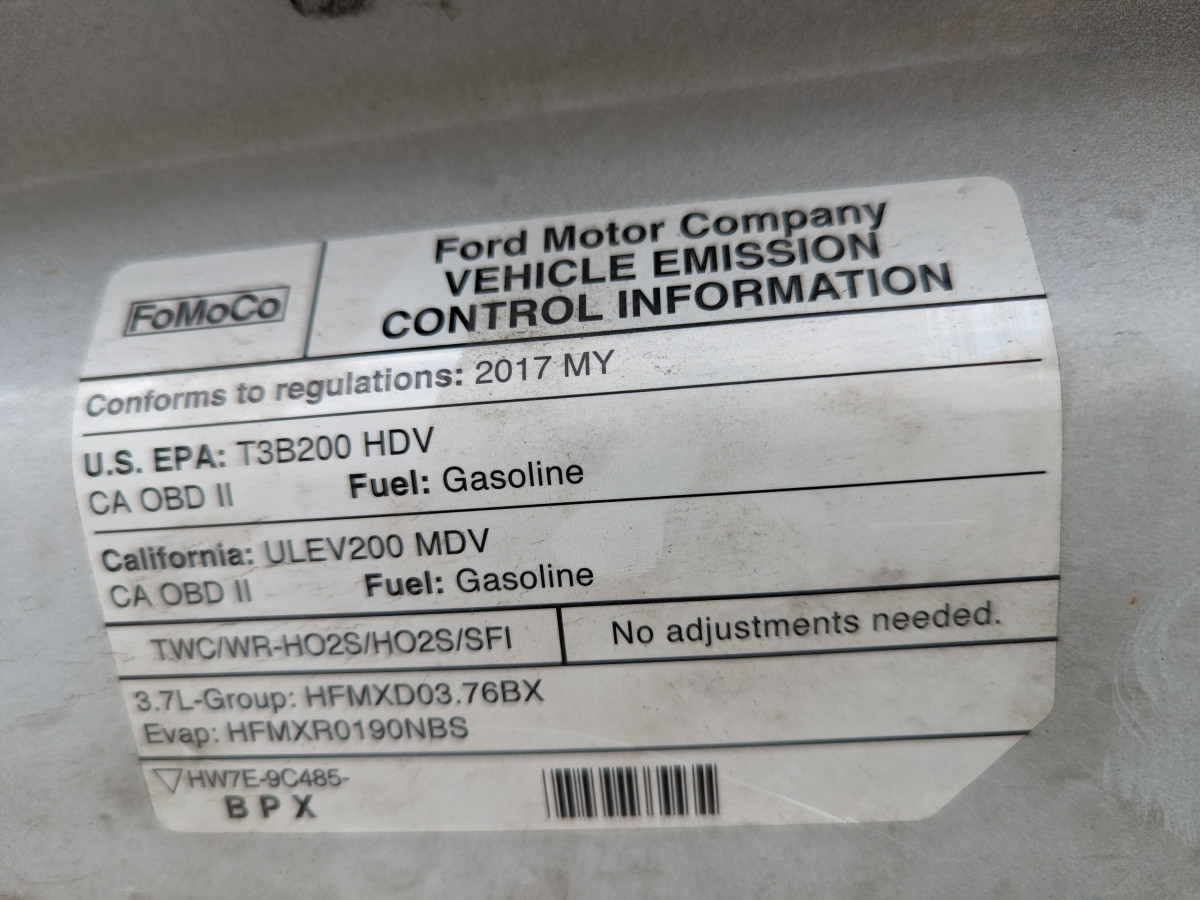 FoMoCo
Ford Motor Company
VEHICLE EMISSION
CONTROL INFORMATION
Conforms to regulations: 2017 MY
U.S. EPA: T3B200 HDV
CA OBD II Fuel: Gasoline
California: ULEV200 MDV
CA OBD II Fuel: Gasoline
TWC/WR-HO2S/HO2S/SFI
No adjustments needed.
3.7L-Group: HFMXD03.76BX
Evap: HFMXR0190NBS
HW7E-9C485-
B P X